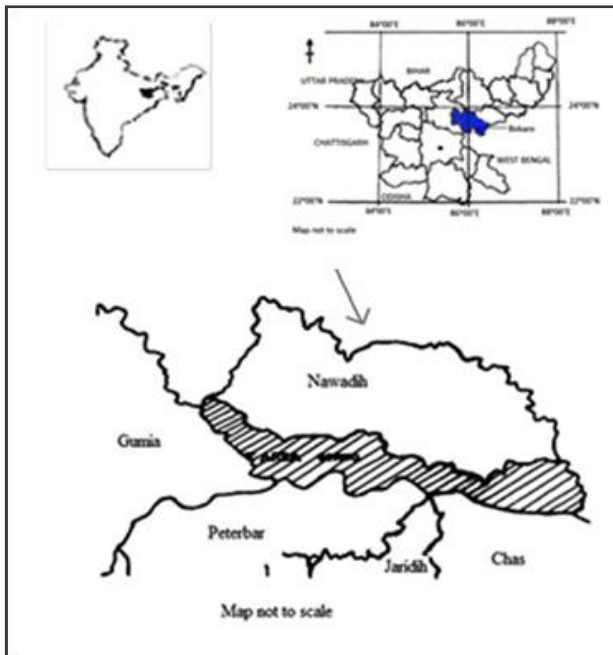 84°00'E 86°00'E 88°00'E
BIHAR
UTTAR PRADESH
24°00'N 24°00'N
Bokaro
CHATTISGARH
WEST BENGAL
ODISHA
22°00'N 22°00'N
84°00'E 86°00'E 88°00'E
Map not to scale
Nawadih
Gumia
Peterbar
Jaridih
Chas
Map not to scale